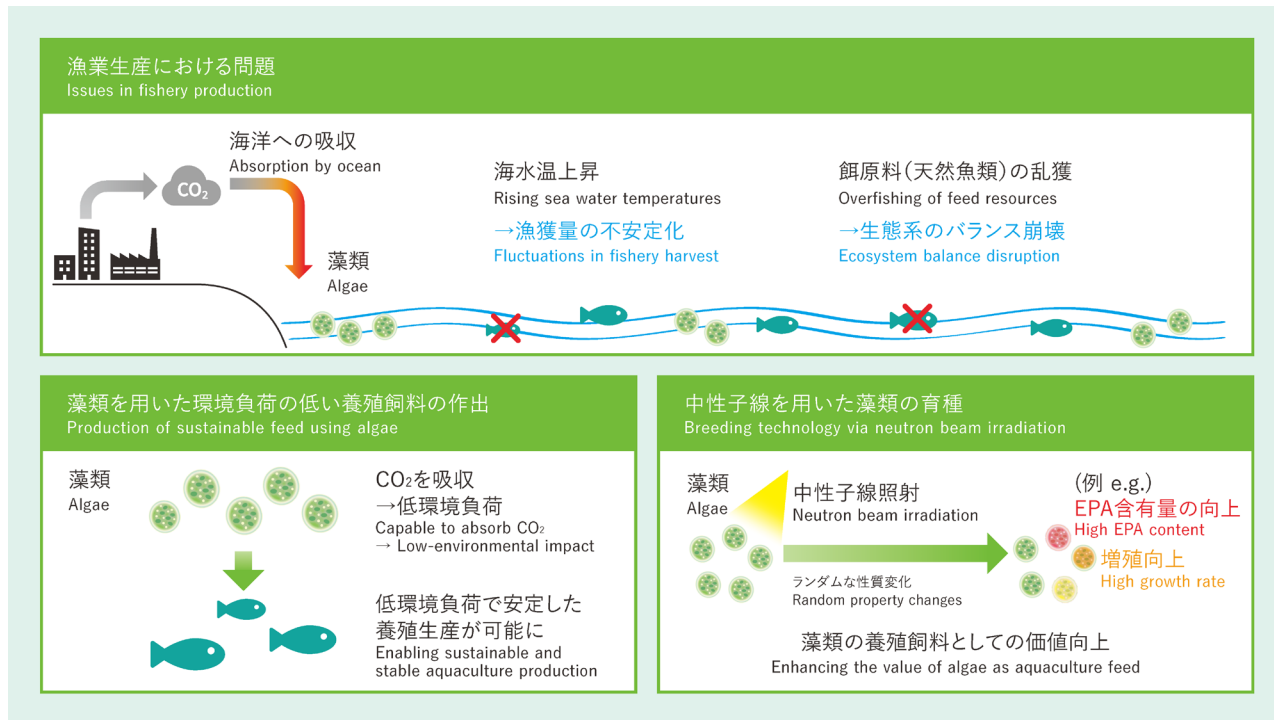 漁業生産における問題
Issues in fishery production
海洋への吸収
Absorption by ocean
CO₂
藻類
Algae
海水温上昇
Rising sea water temperatures
→漁獲量の不安定化
Fluctuations in fishery harvest
餌原料(天然魚類)の乱獲
Overfishing of feed resources
→生態系のバランス崩壊
Ecosystem balance disruption
藻類を用いた環境負荷の低い養殖飼料の作出
Production of sustainable feed using algae
藻類
Algae
CO₂を吸収
→低環境負荷
Capable to absorb CO₂
→ Low-environmental impact
低環境負荷で安定した
養殖生産が可能に
Enabling sustainable and
stable aquaculture production
中性子線を用いた藻類の育種
Breeding technology via neutron beam irradiation
藻類
Algae
中性子線照射
Neutron beam irradiation
ランダムな性質変化
Random property changes
(例 e.g.)
EPA含有量の向上
High EPA content
増殖向上
High growth rate
藻類の養殖飼料としての価値向上
Enhancing the value of algae as aquaculture feed